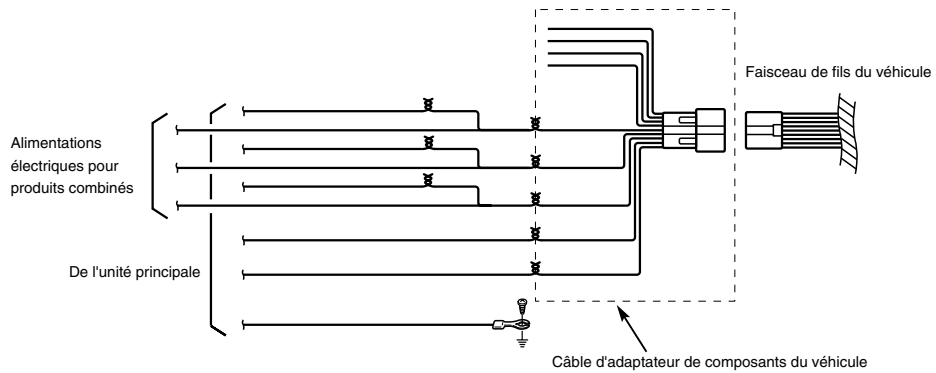 Faisceau de fils du véhicule
Alimentations
électriques pour
produits combinés
De l'unité principale
Câble d'adaptateur de composants du véhicule